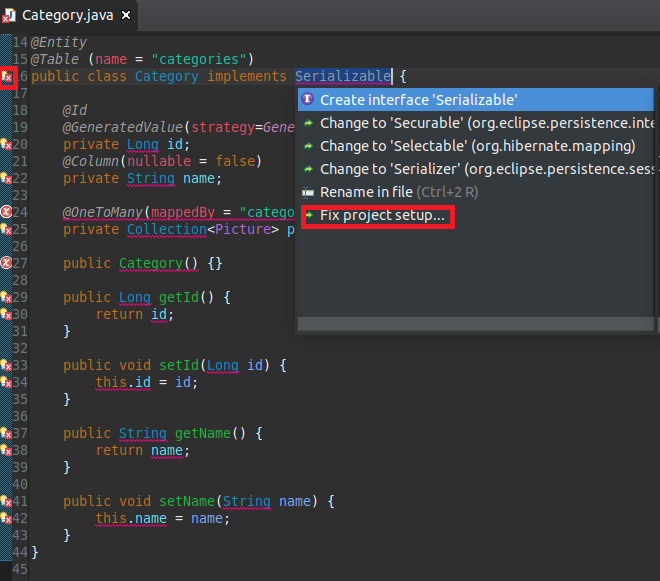 Category.java
14 @Entity
15 @Table (name = "categories")
16 public class Category implements Serializable {
17
18 @Id
19 @GeneratedValue(strategy=Gene
20 private Long id;
21 @Column(nullable = false)
22 private String name;
23
24 @OneToMany(mappedBy = "catego
25 private Collection<Picture> p
26
27 public Category() {}
28
29 public Long getId() {
30 return id;
31 }
32
33 public void setId(Long id) {
34 this.id = id;
35 }
36
37 public String getName() {
38 return name;
39 }
40
41 public void setName(String name) {
42 this.name = name;
43 }
44 }
45
Create interface 'Serializable'
Change to 'Securable' (org.eclipse.persistence.inte
Change to 'Selectable' (org.hibernate.mapping)
Change to 'Serializer' (org.eclipse.persistence.sess
Rename in file (Ctrl+2 R)
Fix project setup...